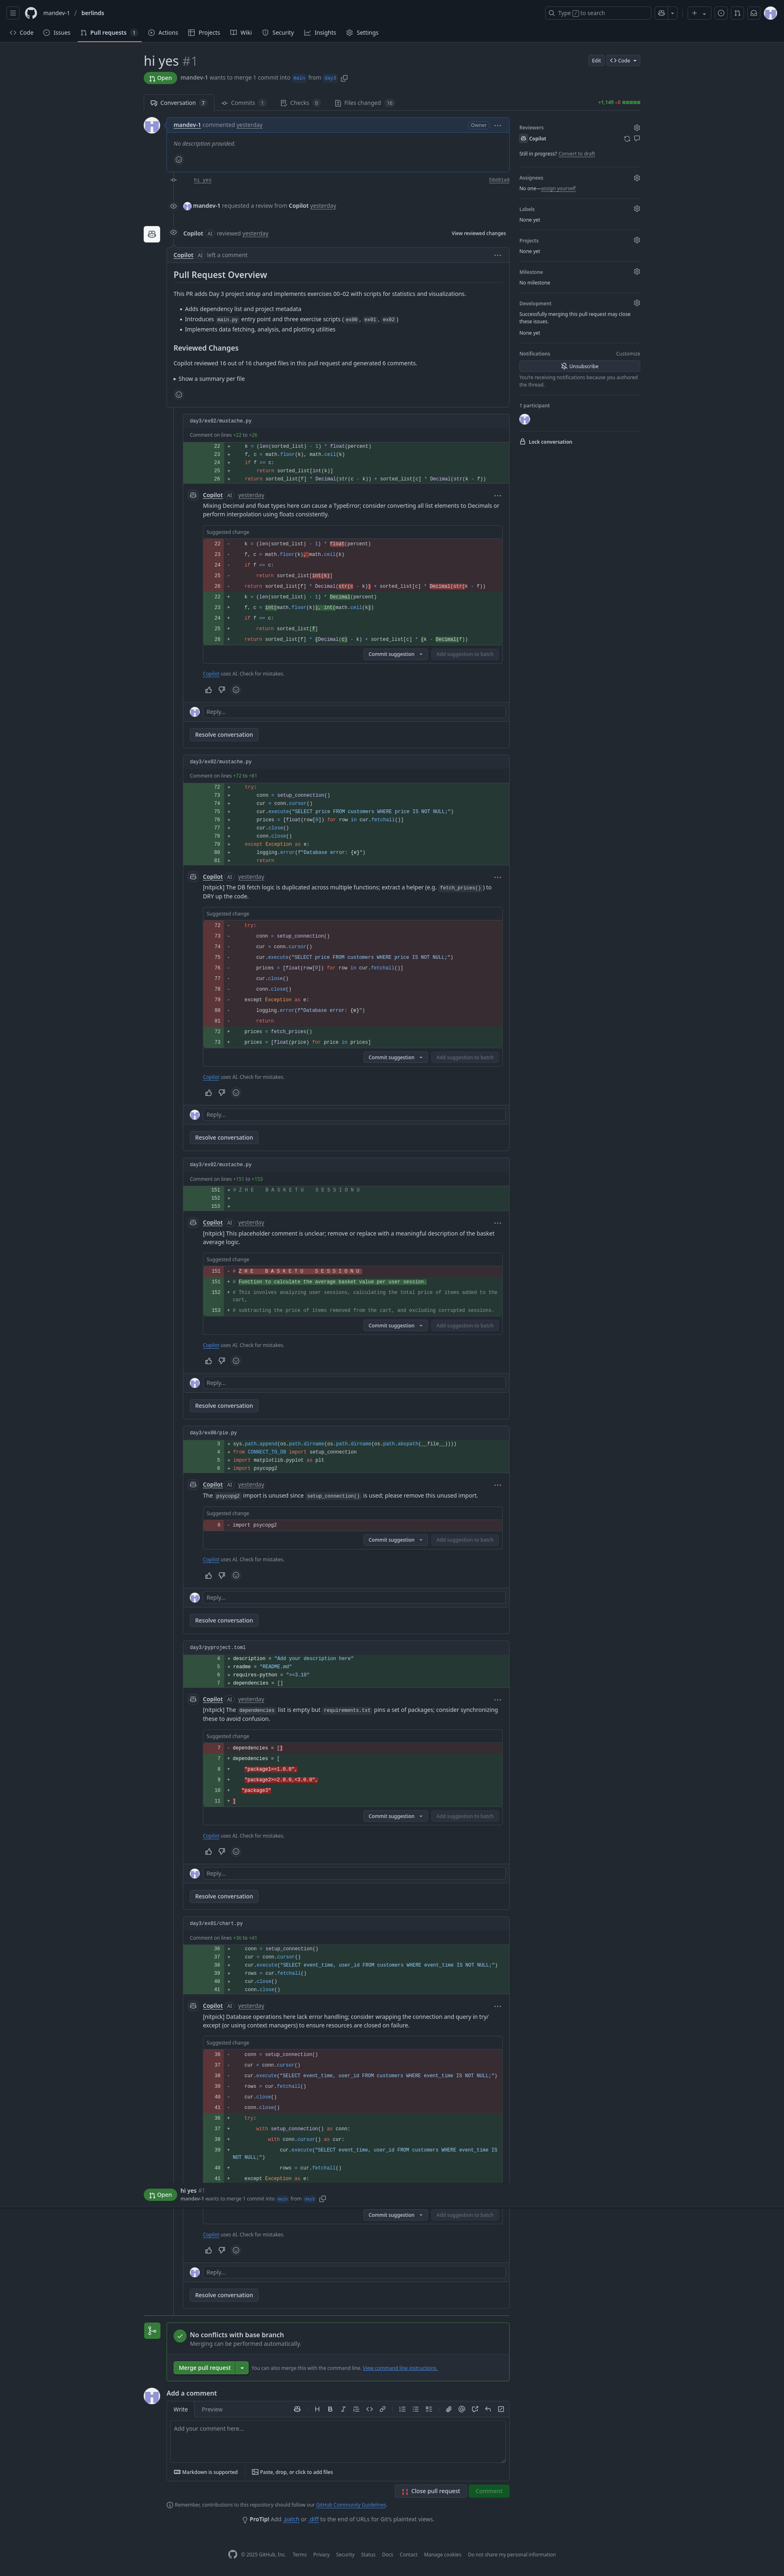 mandev-1 / berlinds
Type / to search
Code Issues Pull requests 1 Actions Projects Wiki Security Insights Settings
hi yes #1
Edit Code
Open mandev-1 wants to merge 1 commit into main from day3
Conversation 7 Commits 1 Checks 0 Files changed 16
+1,149 −0
mandev-1 commented yesterday
Owner
No description provided.
hi yes
mandev-1 requested a review from Copilot yesterday
Copilot AI reviewed yesterday
View reviewed changes
Copilot AI left a comment
Pull Request Overview
This PR adds Day 3 project setup and implements exercises 00–02 with scripts for statistics and visualizations.
• Adds dependency list and project metadata
• Introduces main.py entry point and three exercise scripts (ex00, ex01, ex02)
• Implements data fetching, analysis, and plotting utilities
Reviewed Changes
Copilot reviewed 16 out of 16 changed files in this pull request and generated 6 comments.
Show a summary per file
day3/ex02/mustache.py
Comment on lines +22 to +26
22 + k = (len(sorted_list) - 1) * float(percent)
23 + f, c = math.floor(k), math.ceil(k)
24 + if f == c:
25 + return sorted_list[int(k)]
26 + return sorted_list[f] * Decimal(str(c - k)) + sorted_list[c] * Decimal(str(k - f))
Copilot AI yesterday
Mixing Decimal and float types here can cause a TypeError; consider converting all list elements to Decimals or
perform interpolation using floats consistently.
Suggested change
22 - k = (len(sorted_list) - 1) * float(percent)
23 - f, c = math.floor(k), math.ceil(k)
24 - if f == c:
25 - return sorted_list[int(k)]
26 - return sorted_list[f] * Decimal(str(c - k)) + sorted_list[c] * Decimal(str(k - f))
22 + k = (len(sorted_list) - 1) * Decimal(percent)
23 + f, c = int(math.floor(k)), int(math.ceil(k))
24 + if f == c:
25 + return sorted_list[f]
26 + return sorted_list[f] * (Decimal(c) - k) + sorted_list[c] * (k - Decimal(f))
Commit suggestion Add suggestion to batch
Copilot uses AI. Check for mistakes.
Reply...
Resolve conversation
day3/ex02/mustache.py
Comment on lines +72 to +81
72 + try:
73 + conn = setup_connection()
74 + cur = conn.cursor()
75 + cur.execute("SELECT price FROM customers WHERE price IS NOT NULL;")
76 + prices = [float(row[0]) for row in cur.fetchall()]
77 + cur.close()
78 + conn.close()
79 + except Exception as e:
80 + logging.error(f"Database error: {e}")
81 + return
Copilot AI yesterday
[nitpick] The DB fetch logic is duplicated across multiple functions; extract a helper (e.g. fetch_prices()) to
DRY up the code.
Suggested change
72 - try:
73 - conn = setup_connection()
74 - cur = conn.cursor()
75 - cur.execute("SELECT price FROM customers WHERE price IS NOT NULL;")
76 - prices = [float(row[0]) for row in cur.fetchall()]
77 - cur.close()
78 - conn.close()
79 - except Exception as e:
80 - logging.error(f"Database error: {e}")
81 - return
72 + prices = fetch_prices()
73 + prices = [float(price) for price in prices]
Commit suggestion Add suggestion to batch
Copilot uses AI. Check for mistakes.
Reply...
Resolve conversation
day3/ex02/mustache.py
Comment on lines +151 to +153
151 + # Z H E B A S K E T U S E S S I O N U
152 +
153 +
Copilot AI yesterday
[nitpick] This placeholder comment is unclear; remove or replace with a meaningful description of the basket
average logic.
Suggested change
151 - # Z H E B A S K E T U S E S S I O N U
151 + # Function to calculate the average basket value per user session.
152 + # This involves analyzing user sessions, calculating the total price of items added to the
cart,
153 + # subtracting the price of items removed from the cart, and excluding corrupted sessions.
Commit suggestion Add suggestion to batch
Copilot uses AI. Check for mistakes.
Reply...
Resolve conversation
day3/ex00/pie.py
3 + sys.path.append(os.path.dirname(os.path.dirname(os.path.abspath(__file__))))
4 + from CONNECT_TO_DB import setup_connection
5 + import matplotlib.pyplot as plt
6 + import psycopg2
Copilot AI yesterday
The psycopg2 import is unused since setup_connection() is used; please remove this unused import.
Suggested change
6 - import psycopg2
Commit suggestion Add suggestion to batch
Copilot uses AI. Check for mistakes.
Reply...
Resolve conversation
day3/pyproject.toml
4 + description = "Add your description here"
5 + readme = "README.md"
6 + requires-python = ">=3.10"
7 + dependencies = []
Copilot AI yesterday
[nitpick] The dependencies list is empty but requirements.txt pins a set of packages; consider synchronizing
these to avoid confusion.
Suggested change
7 - dependencies = []
7 + dependencies = [
8 + "package1==1.0.0",
9 + "package2>=2.0.0,<3.0.0",
10 + "package3"
11 + ]
Commit suggestion Add suggestion to batch
Copilot uses AI. Check for mistakes.
Reply...
Resolve conversation
day3/ex01/chart.py
Comment on lines +36 to +41
36 + conn = setup_connection()
37 + cur = conn.cursor()
38 + cur.execute("SELECT event_time, user_id FROM customers WHERE event_time IS NOT NULL;")
39 + rows = cur.fetchall()
40 + cur.close()
41 + conn.close()
Copilot AI yesterday
[nitpick] Database operations here lack error handling; consider wrapping the connection and query in try/
except (or using context managers) to ensure resources are closed on failure.
Suggested change
36 - conn = setup_connection()
37 - cur = conn.cursor()
38 - cur.execute("SELECT event_time, user_id FROM customers WHERE event_time IS NOT NULL;")
39 - rows = cur.fetchall()
40 - cur.close()
41 - conn.close()
36 + try:
37 + with setup_connection() as conn:
38 + with conn.cursor() as cur:
39 + cur.execute("SELECT event_time, user_id FROM customers WHERE event_time IS
NOT NULL;")
40 + rows = cur.fetchall()
41 + except Exception as e:
Open hi yes #1
mandev-1 wants to merge 1 commit into main from day3
Commit suggestion Add suggestion to batch
Copilot uses AI. Check for mistakes.
Reply...
Resolve conversation
No conflicts with base branch
Merging can be performed automatically.
Merge pull request You can also merge this with the command line. View command line instructions.
Add a comment
Write Preview
Add your comment here...
Markdown is supported Paste, drop, or click to add files
Close pull request Comment
Remember, contributions to this repository should follow our GitHub Community Guidelines.
ProTip! Add .patch or .diff to the end of URLs for Git's plaintext views.
Reviewers
Copilot
Still in progress? Convert to draft
Assignees
No one—assign yourself
Labels
None yet
Projects
None yet
Milestone
No milestone
Development
Successfully merging this pull request may close
these issues.
None yet
Notifications Customize
Unsubscribe
You're receiving notifications because you authored
the thread.
1 participant
Lock conversation
© 2025 GitHub, Inc. Terms Privacy Security Status Docs Contact Manage cookies Do not share my personal information